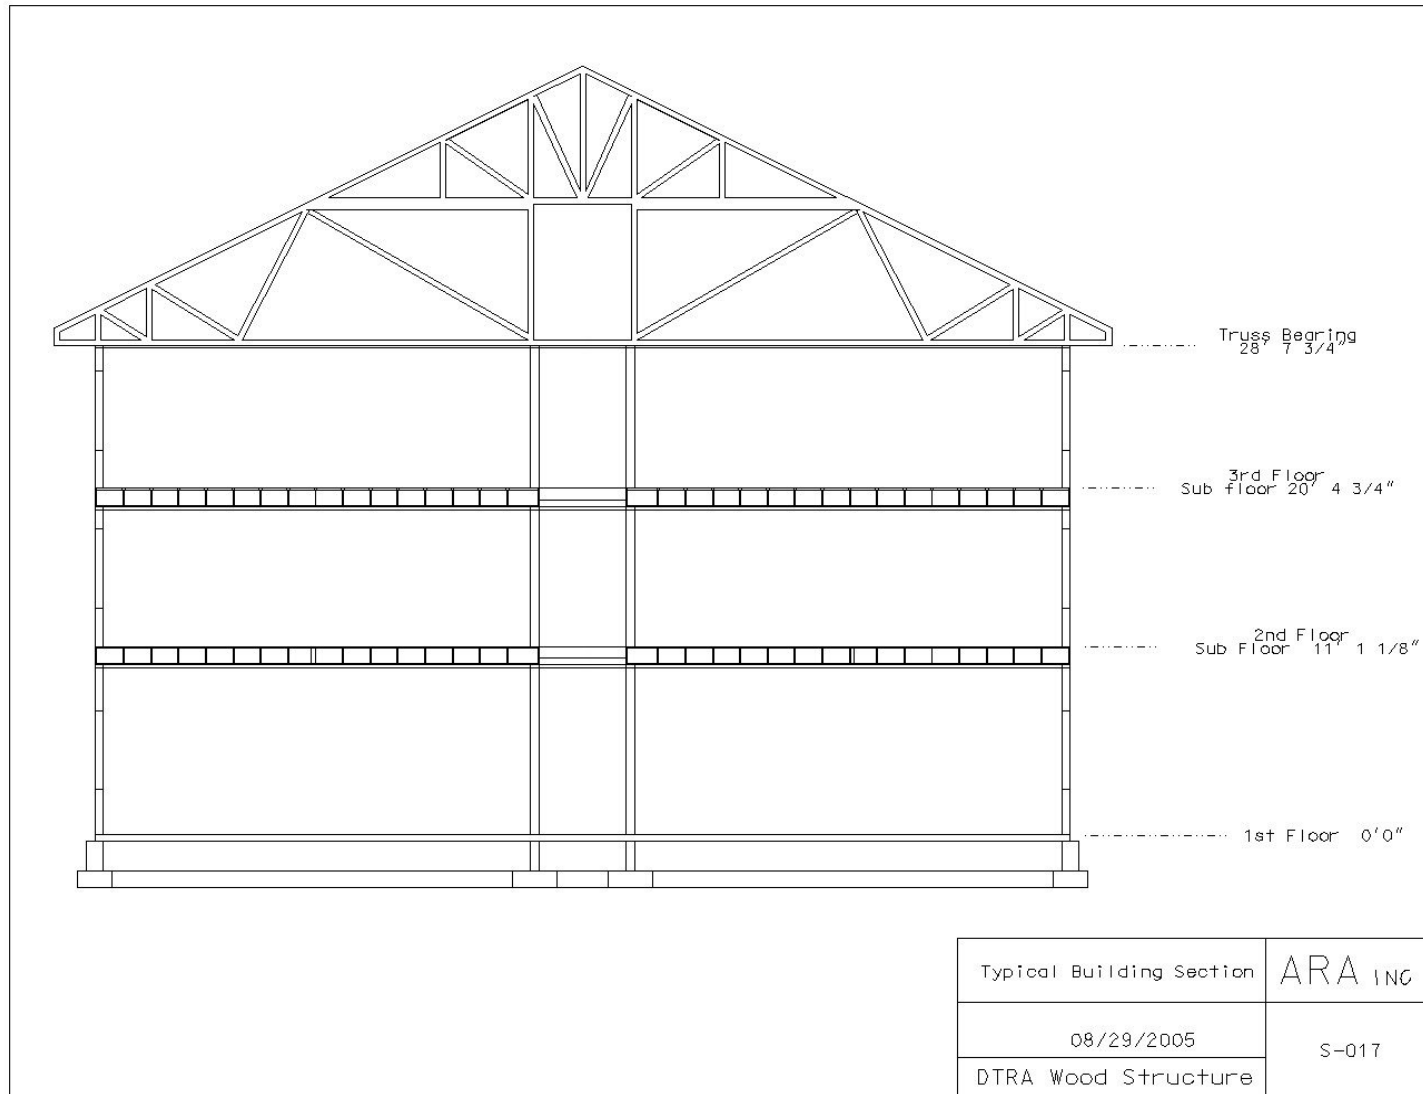 Truss Bearing
28' 7 3/4"
3rd Floor
Sub floor 20' 4 3/4"
2nd Floor
Sub Floor 11' 1 1/8"
1st Floor 0'0"
Typical Building Section
ARA INC
08/29/2005
S-017
DTRA Wood Structure